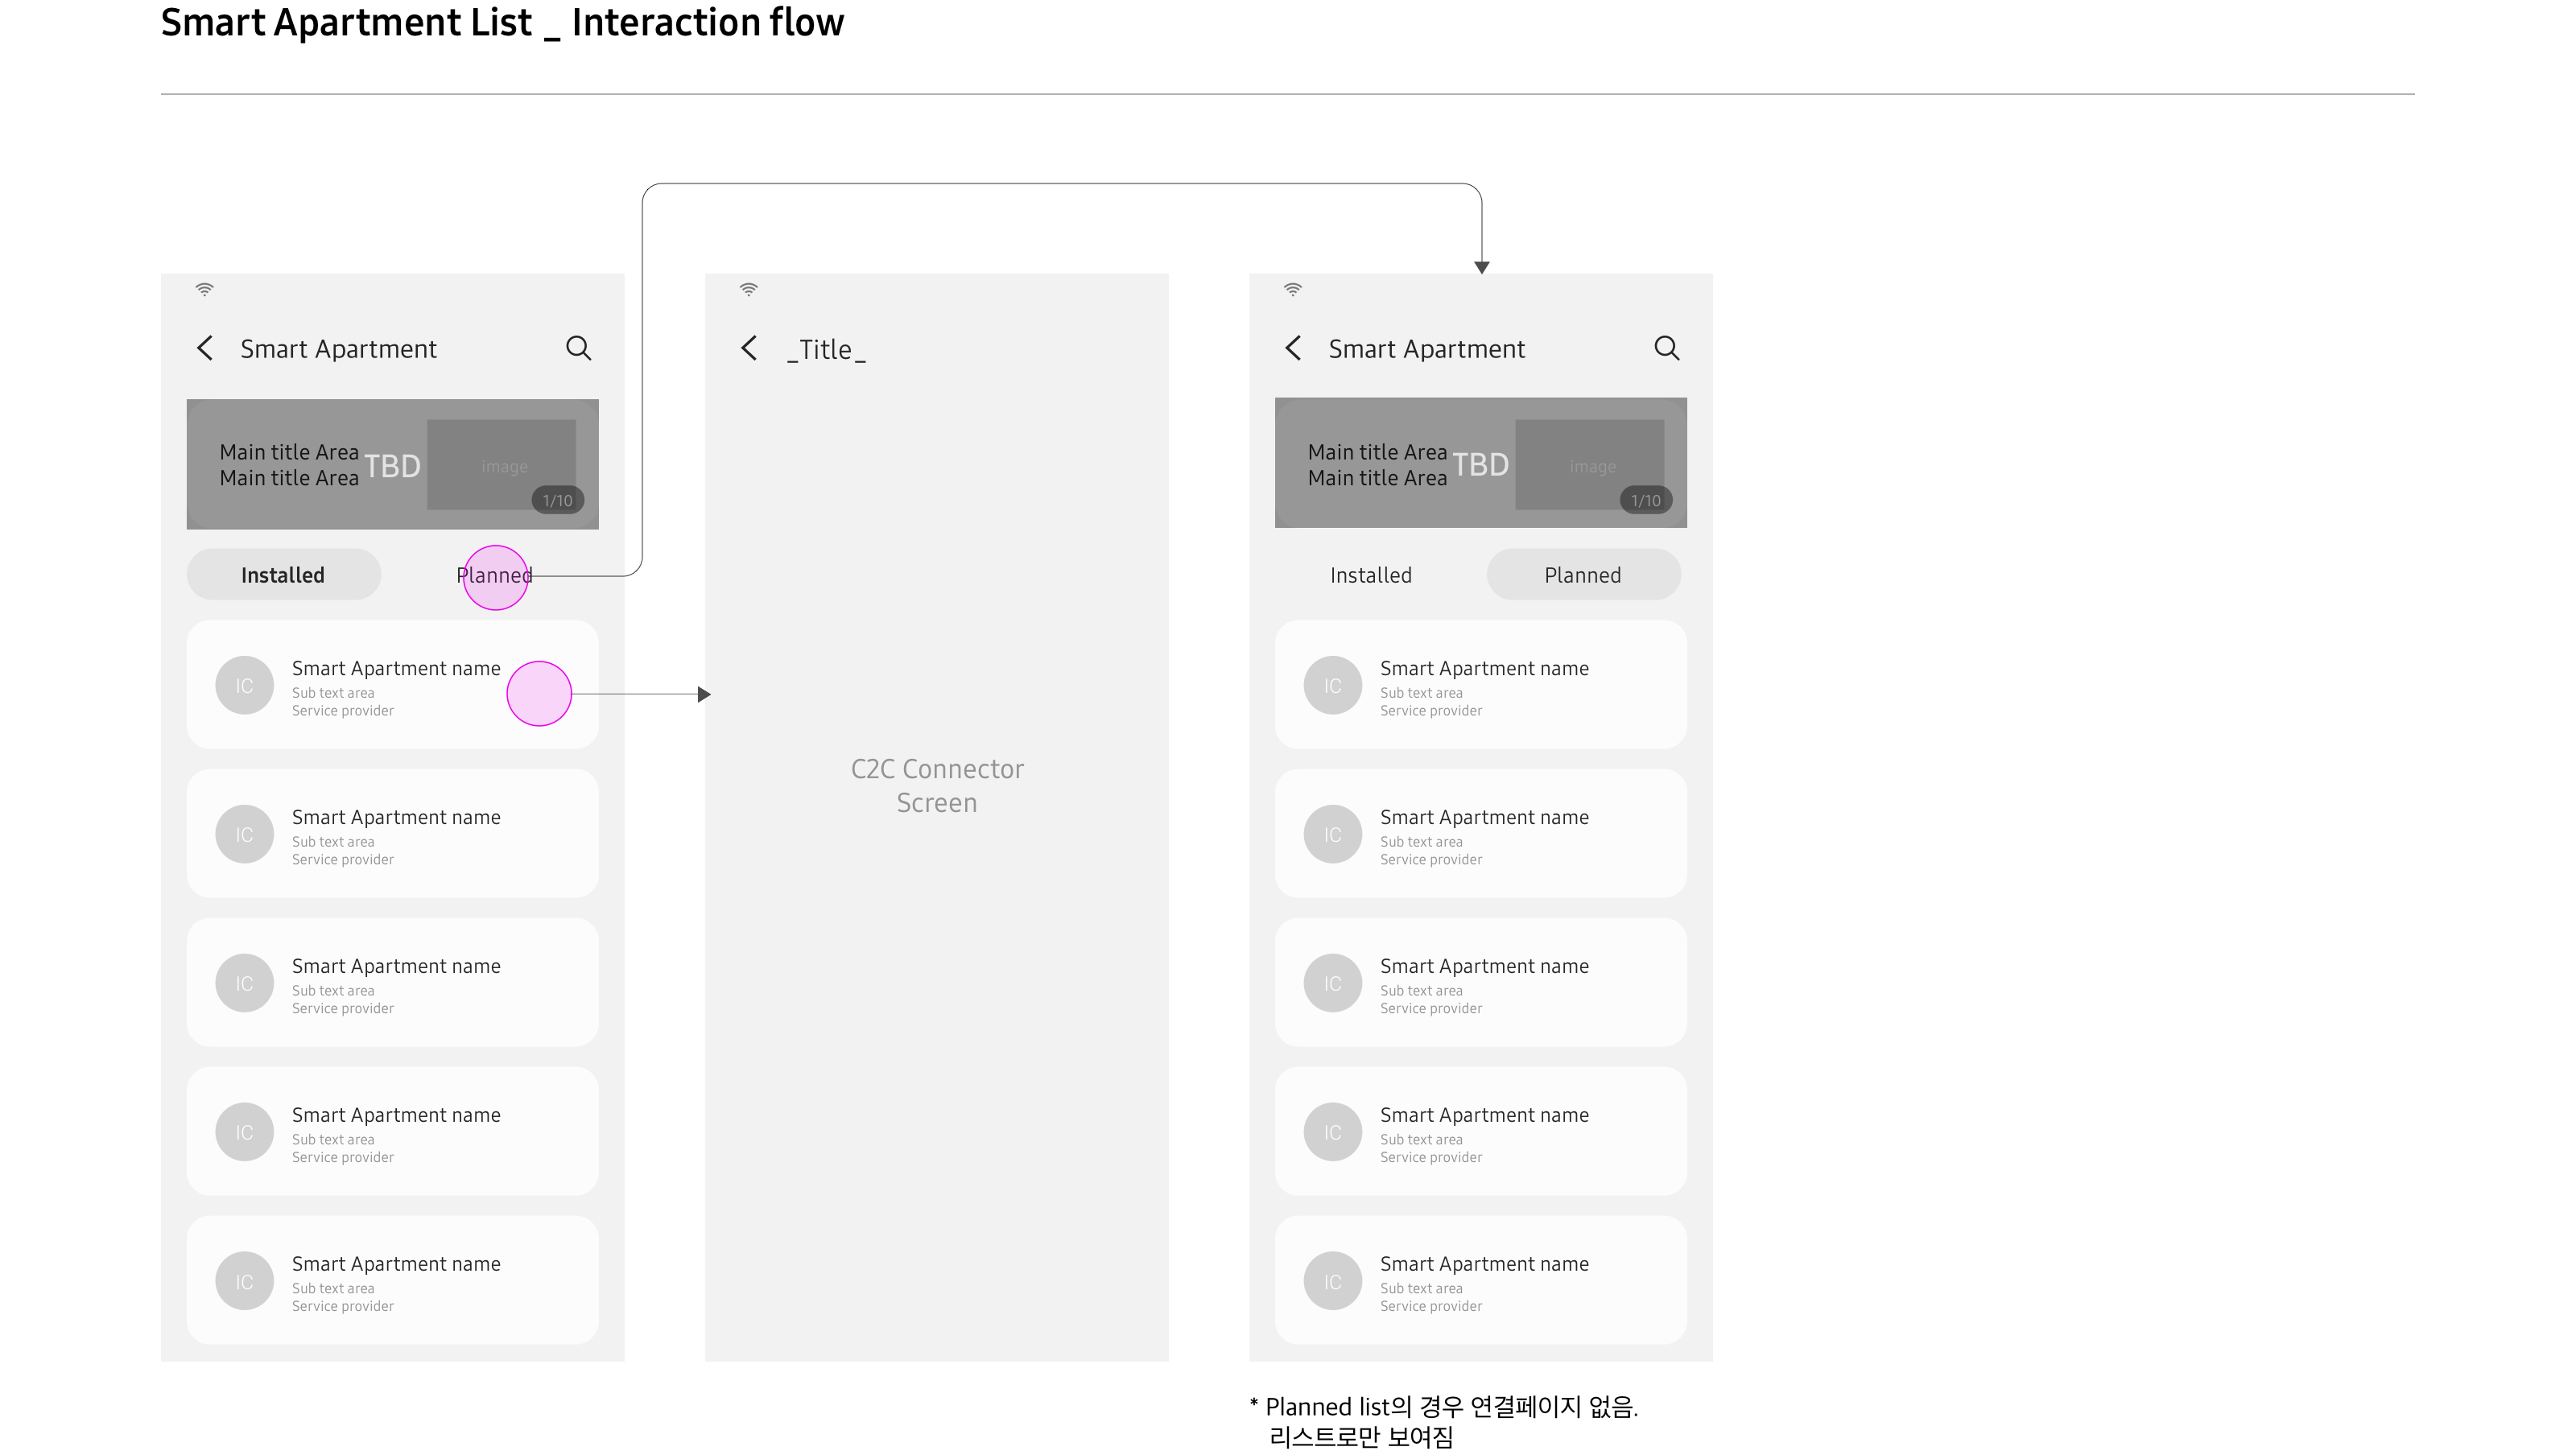 Smart Apartment List _ Interaction flow
Smart Apartment
Main title Area
Main title Area
TBD
image
1/10
Installed
Planned
IC
Smart Apartment name
Sub text area
Service provider
IC
Smart Apartment name
Sub text area
Service provider
IC
Smart Apartment name
Sub text area
Service provider
IC
Smart Apartment name
Sub text area
Service provider
IC
Smart Apartment name
Sub text area
Service provider
_Title_
C2C Connector
Screen
Smart Apartment
Main title Area
Main title Area
TBD
image
1/10
Installed
Planned
IC
Smart Apartment name
Sub text area
Service provider
IC
Smart Apartment name
Sub text area
Service provider
IC
Smart Apartment name
Sub text area
Service provider
IC
Smart Apartment name
Sub text area
Service provider
IC
Smart Apartment name
Sub text area
Service provider
* Planned list의 경우 연결페이지 없음.
리스트로만 보여짐